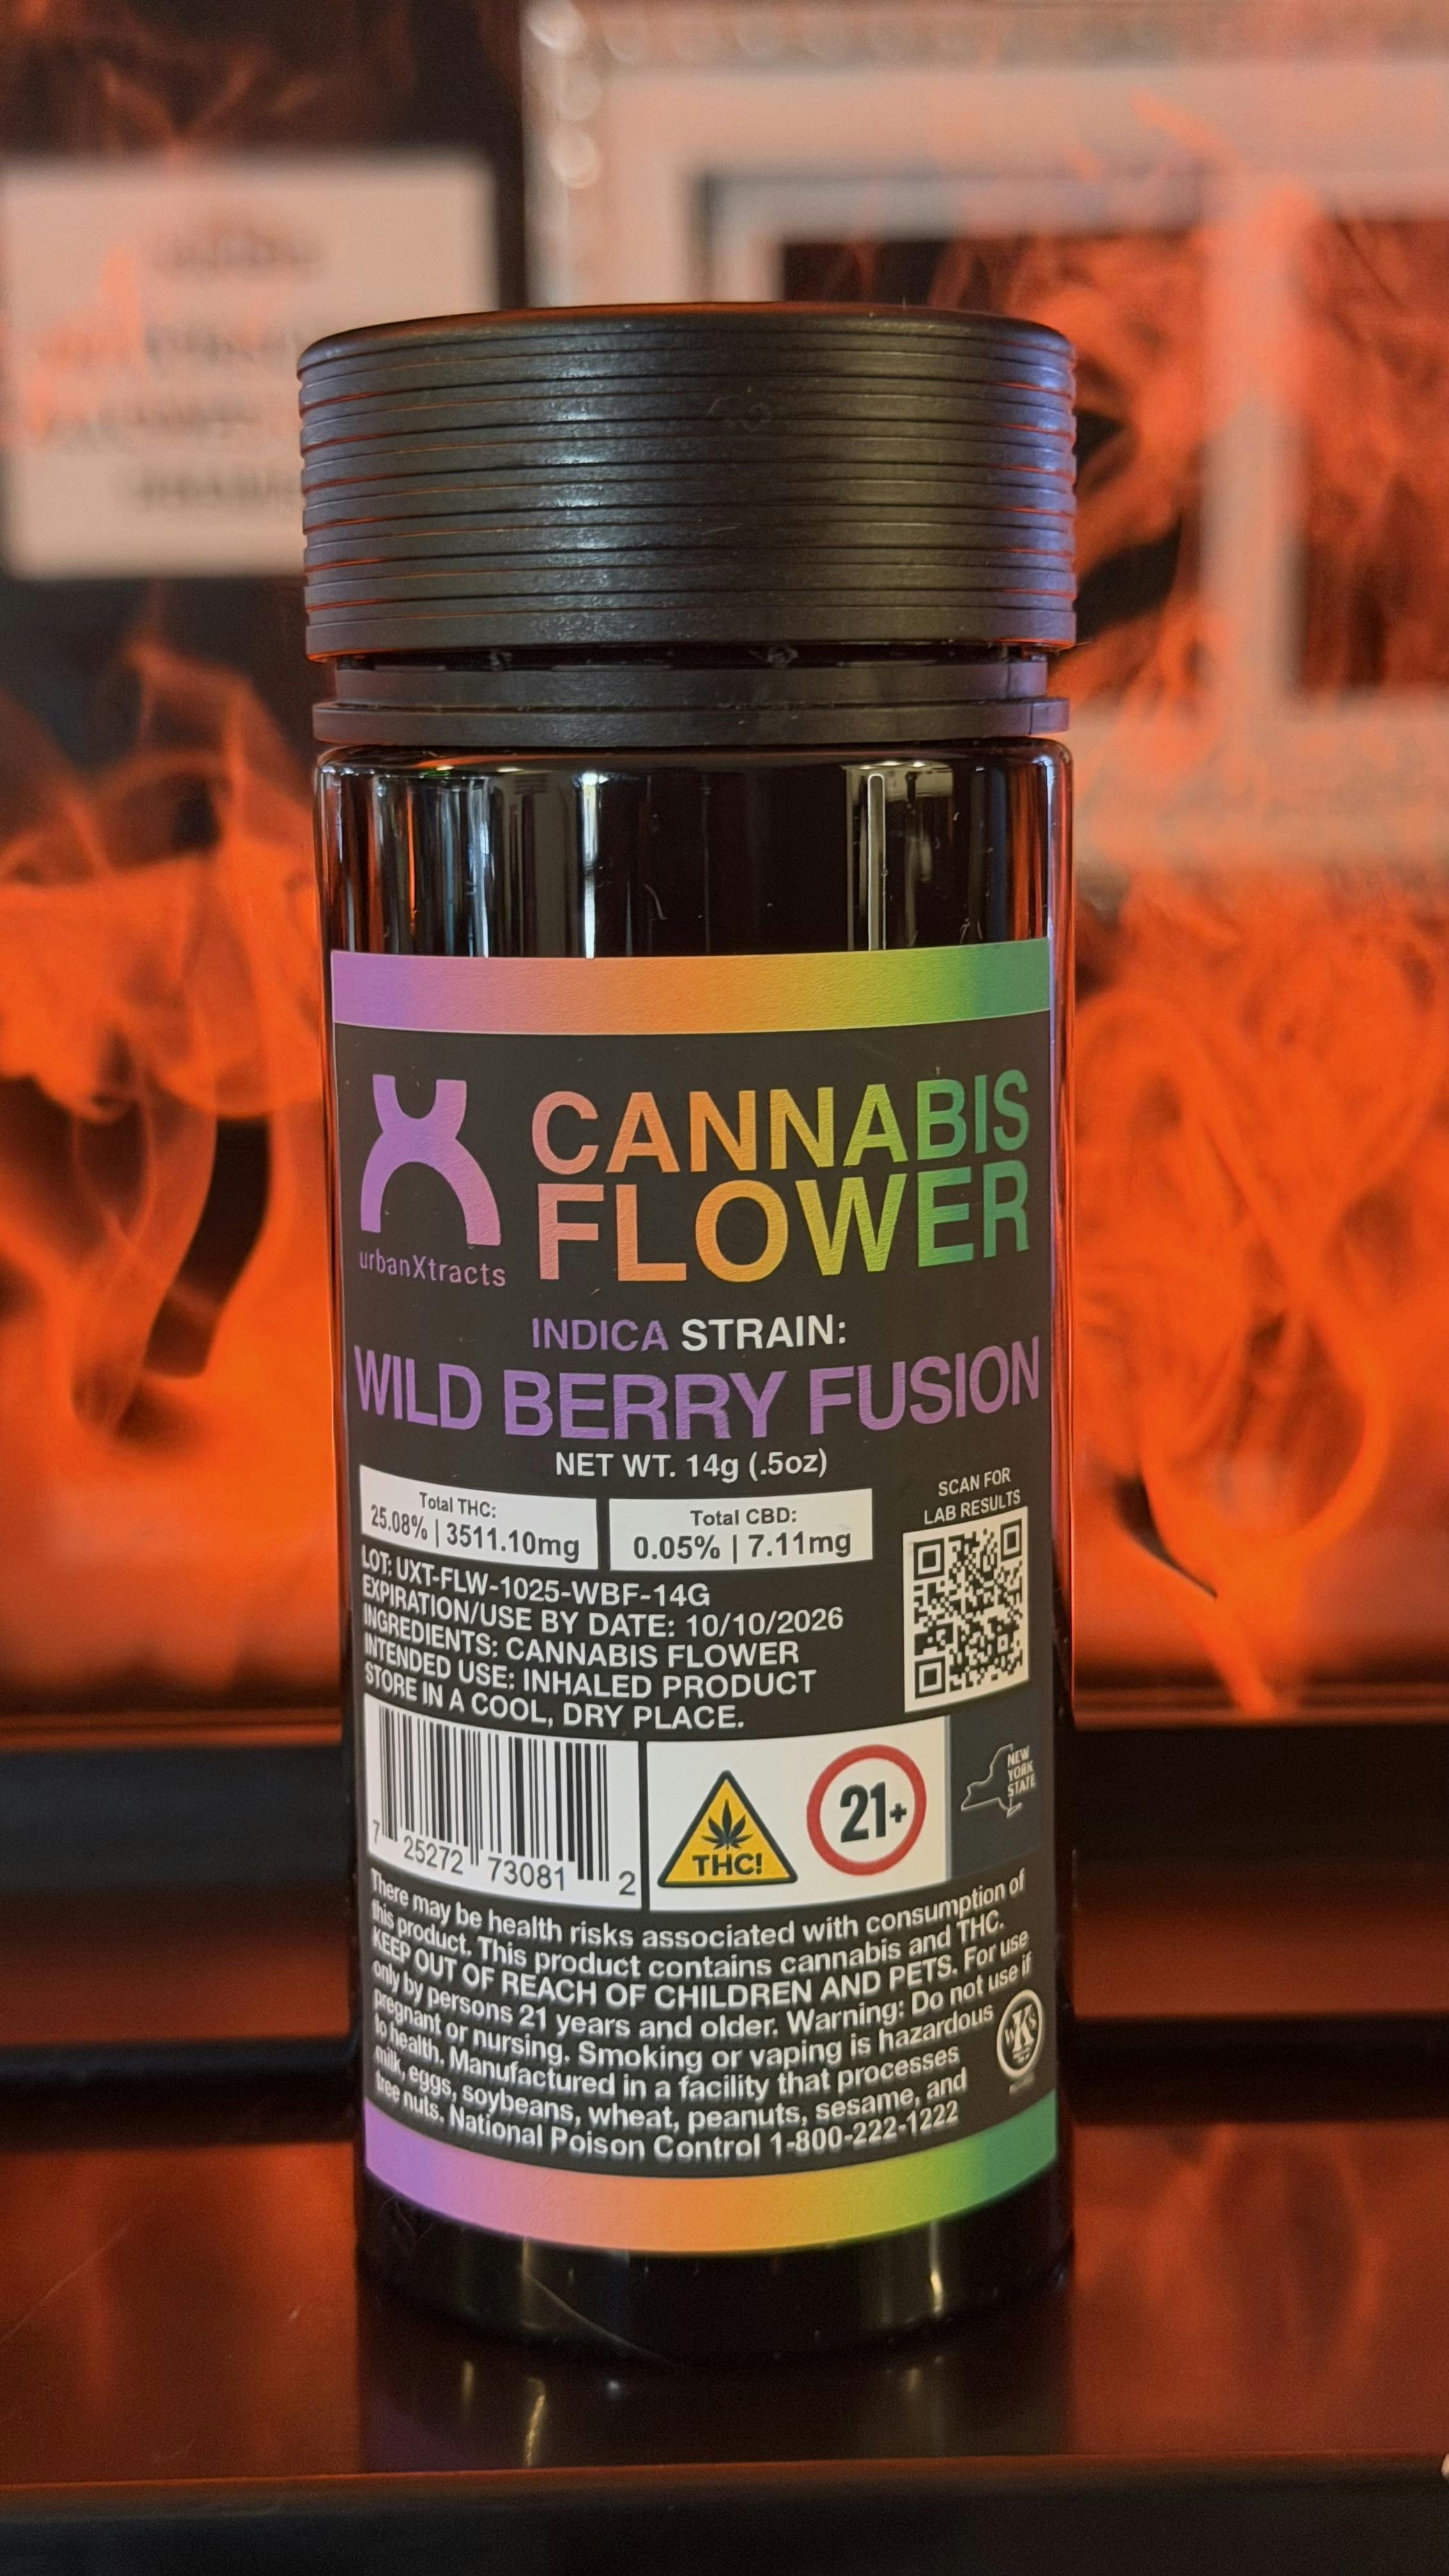 CANNABIS
FLOWER
urbanXtracts
INDICA STRAIN:
WILD BERRY FUSION
NET WT. 14g (.5oz)
Total THC:
25.08% | 3511.10mg
Total CBD:
0.05% | 7.11mg
SCAN FOR
LAB RESULTS
LOT: UXT-FLW-1025-WBF-14G
EXPIRATION/USE BY DATE: 10/10/2026
INGREDIENTS: CANNABIS FLOWER
INTENDED USE: INHALED PRODUCT
STORE IN A COOL, DRY PLACE.
7 25272 73081 2
THC!
21+
NEW
YORK
STATE
There may be health risks associated with consumption of
this product. This product contains cannabis and THC.
KEEP OUT OF REACH OF CHILDREN AND PETS. For use
only by persons 21 years and older. Warning: Do not use if
pregnant or nursing. Smoking or vaping is hazardous
to health. Manufactured in a facility that processes
milk, eggs, soybeans, wheat, peanuts, sesame, and
tree nuts. National Poison Control 1-800-222-1222
WKS